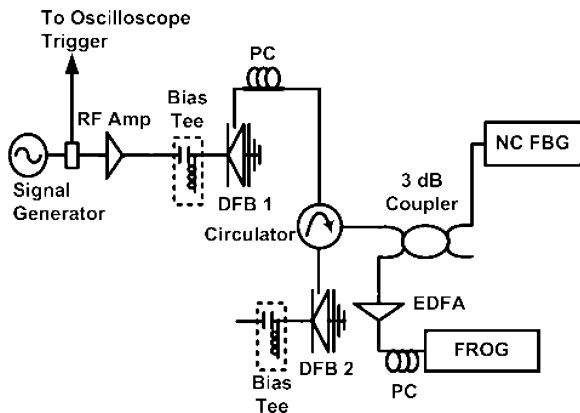 To Oscilloscope
Trigger
PC
RF Amp
Bias
Tee
NC FBG
Signal
Generator
DFB 1
3 dB
Coupler
Circulator
EDFA
DFB 2
FROG
Bias
Tee
PC